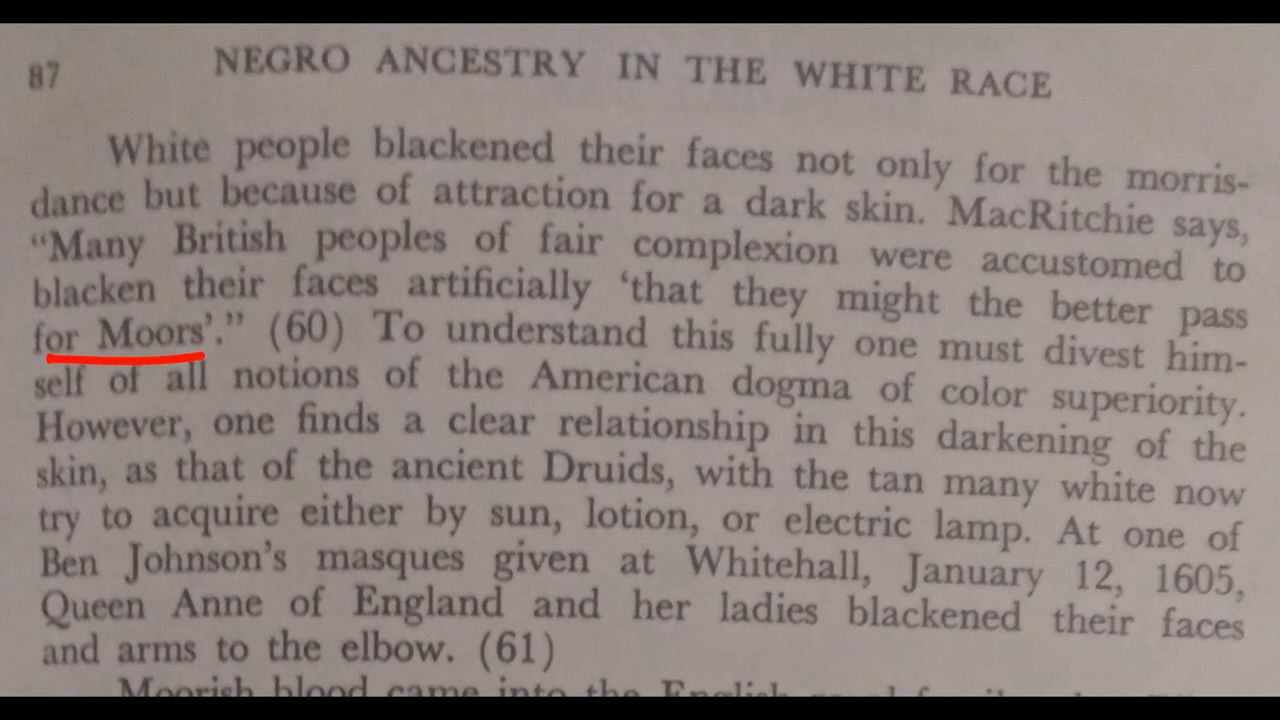 87 NEGRO ANCESTRY IN THE WHITE RACE
White people blackened their faces not only for the morris-
dance but because of attraction for a dark skin. MacRitchie says,
“Many British peoples of fair complexion were accustomed to
blacken their faces artificially ‘that they might the better pass
for Moors’.” (60) To understand this fully one must divest him-
self of all notions of the American dogma of color superiority.
However, one finds a clear relationship in this darkening of the
skin, as that of the ancient Druids, with the tan many white now
try to acquire either by sun, lotion, or electric lamp. At one of
Ben Johnson’s masques given at Whitehall, January 12, 1605,
Queen Anne of England and her ladies blackened their faces
and arms to the elbow. (61)
Moorish blood came into the English